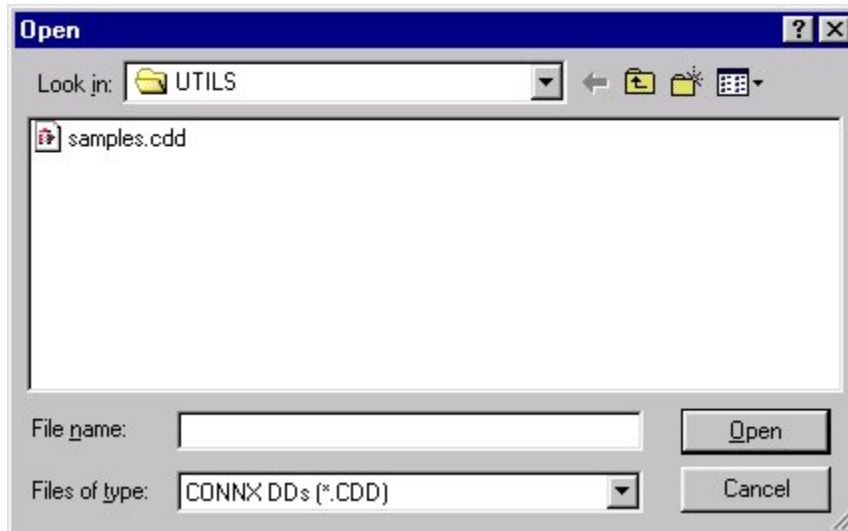 Open
Look in: UTILS
samples.cdd
File name: Open
Files of type: CONNX DDs (*.CDD) Cancel